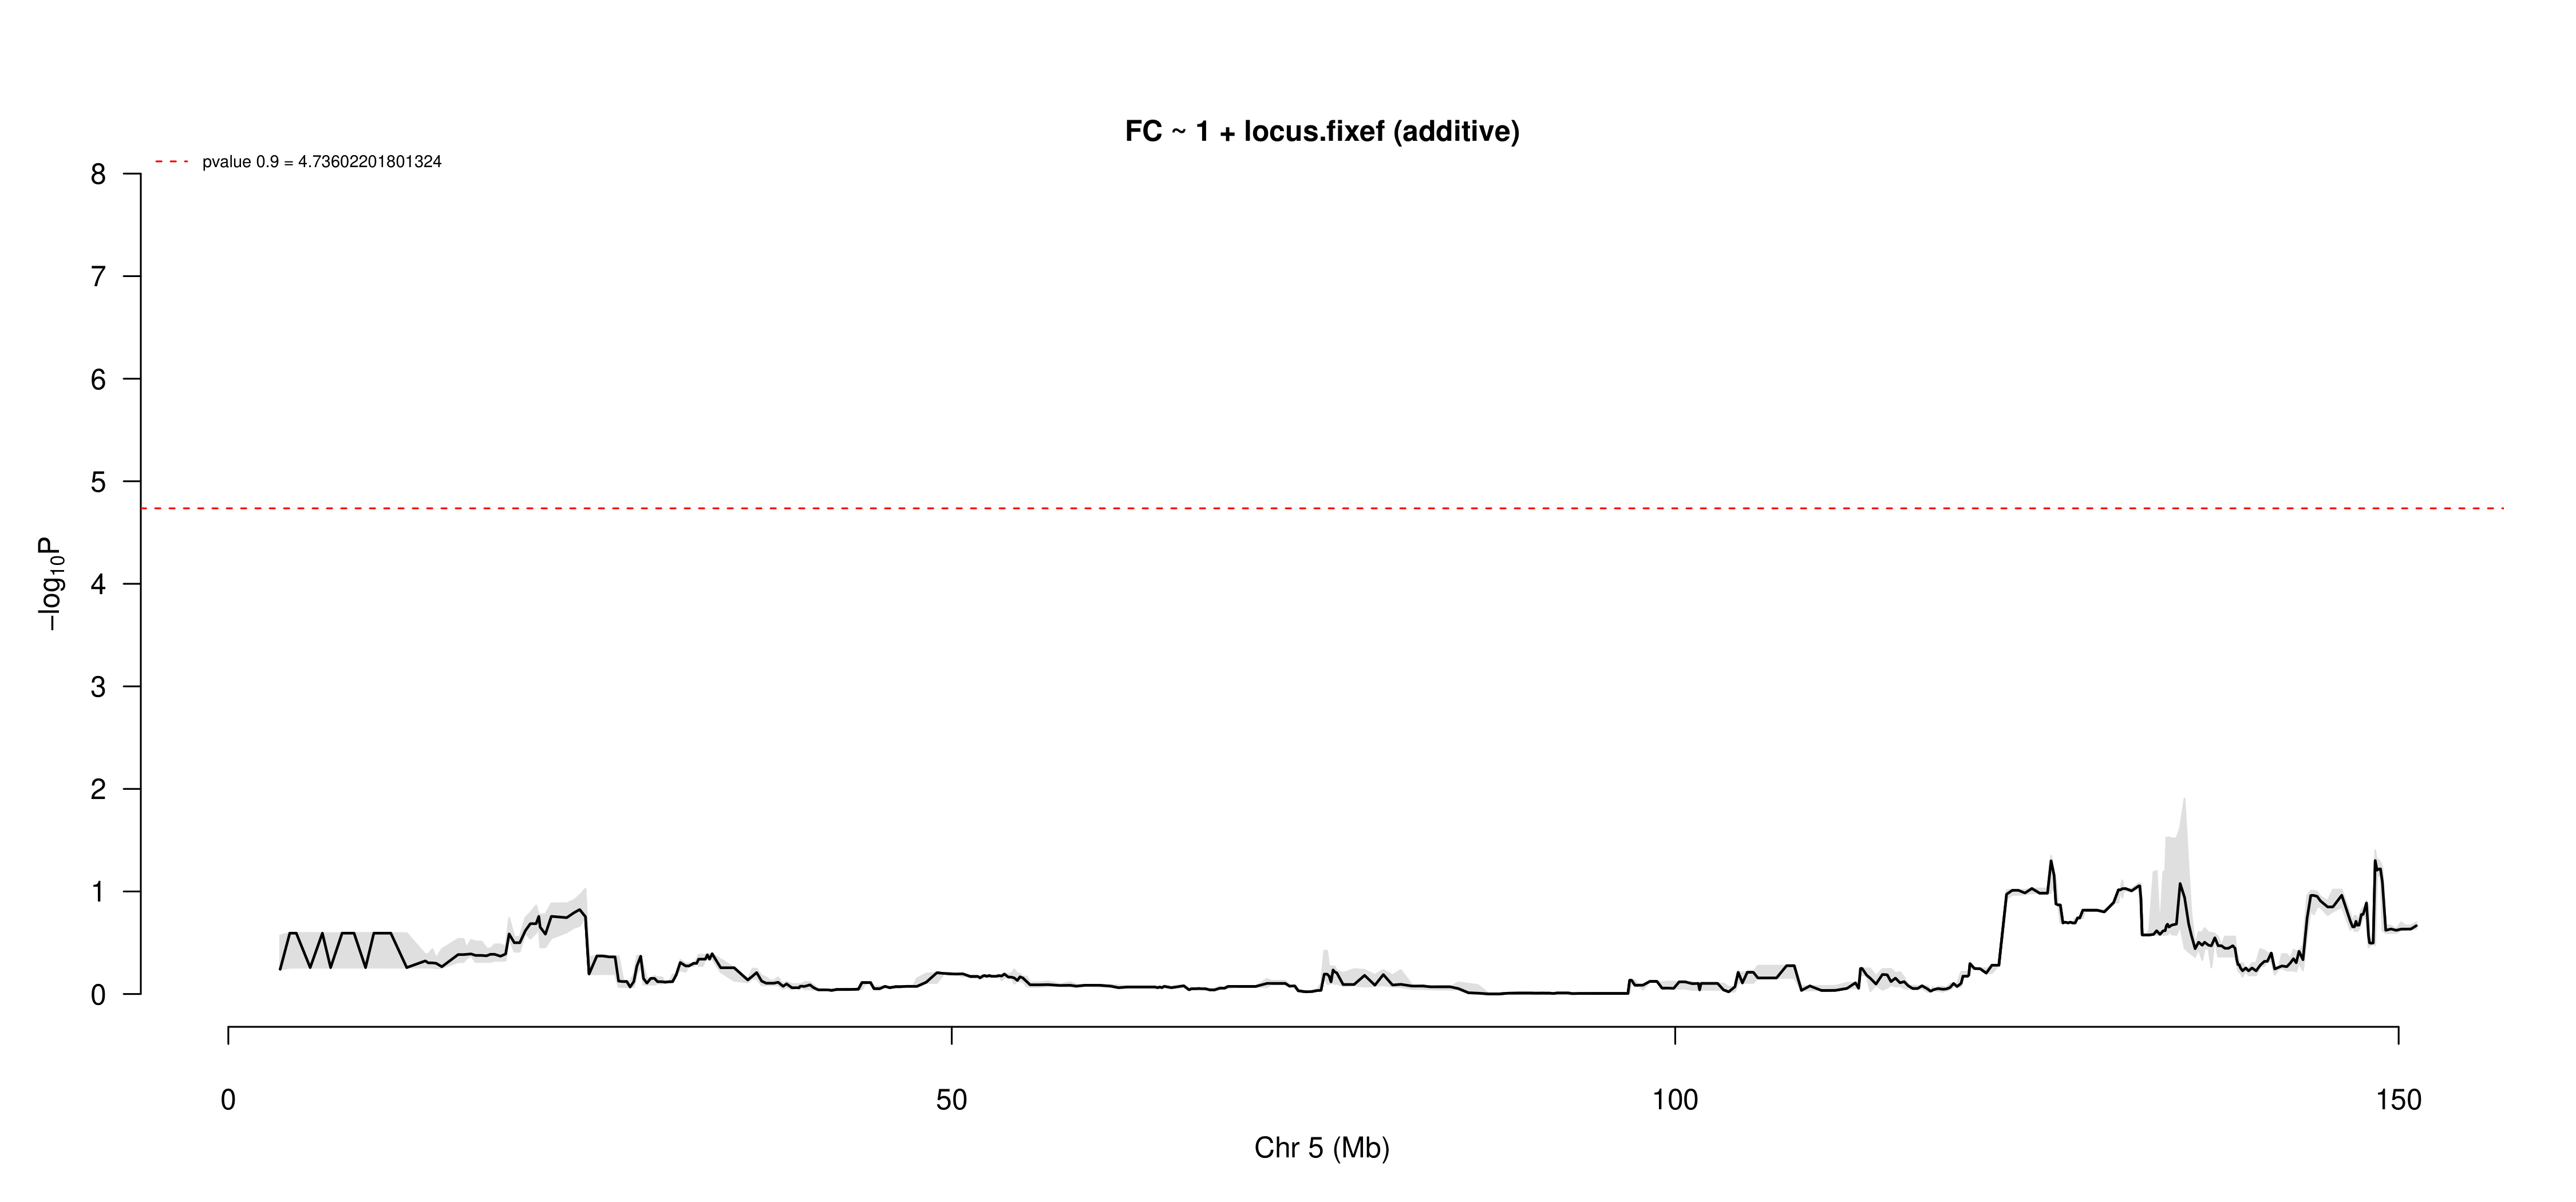 FC ~ 1 + locus.fixef (additive)
pvalue 0.9 = 4.73602201801324
8
7
6
5
4
3
2
1
0
−log10P
0 50 100 150
Chr 5 (Mb)